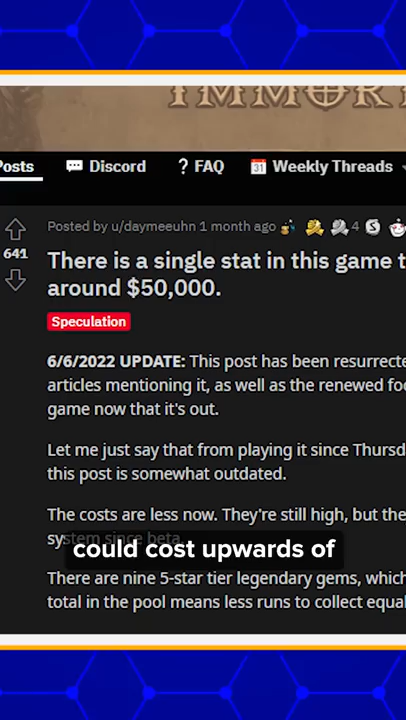 IMMOR
Posts Discord ? FAQ Weekly Threads
Posted by u/daymeeuhn 1 month ago 4 S
641
There is a single stat in this game t
around $50,000.
Speculation
6/6/2022 UPDATE: This post has been resurrecte
articles mentioning it, as well as the renewed fo
game now that it's out.
Let me just say that from playing it since Thursd
this post is somewhat outdated.
The costs are less now. They're still high, but the
system since beta.
could cost upwards of
There are nine 5-star tier legendary gems, which
total in the pool means less runs to collect equa